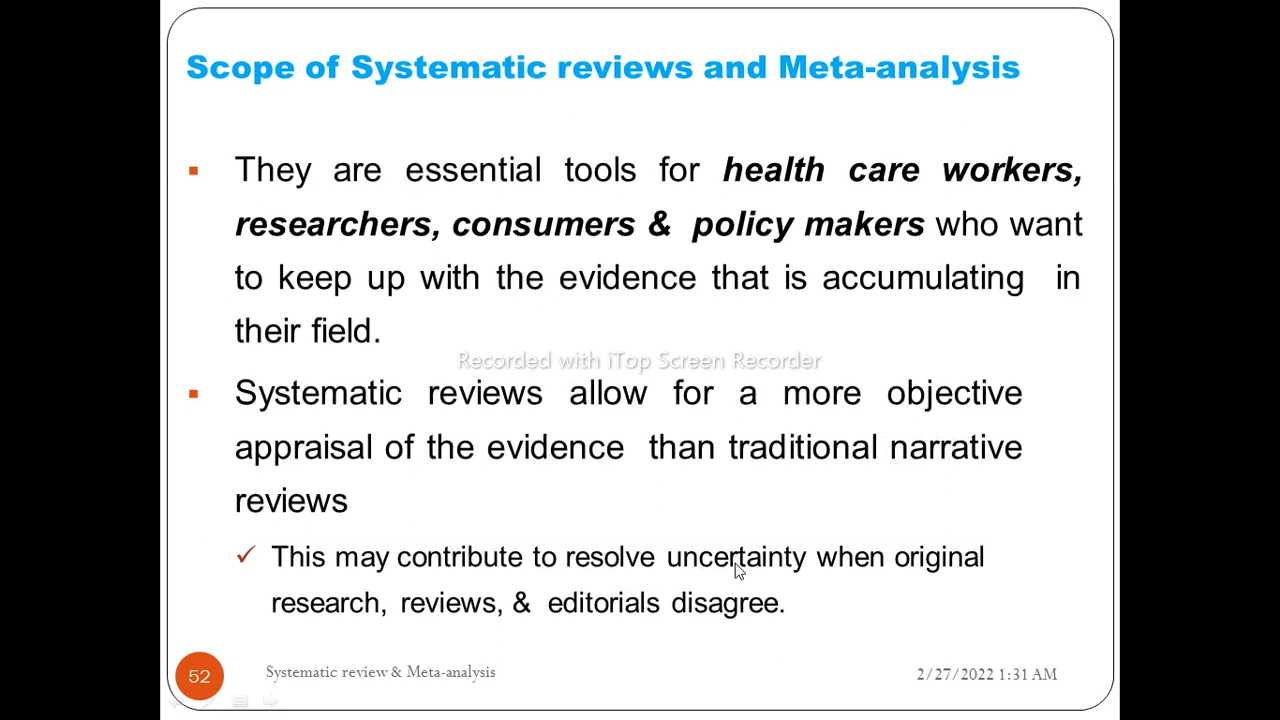 Scope of Systematic reviews and Meta-analysis
They are essential tools for health care workers,
researchers, consumers & policy makers who want
to keep up with the evidence that is accumulating in
their field.
Recorded with iTop Screen Recorder
Systematic reviews allow for a more objective
appraisal of the evidence than traditional narrative
reviews
This may contribute to resolve uncertainty when original
research, reviews, & editorials disagree.
52
Systematic review & Meta-analysis
2/27/2022 1:31 AM